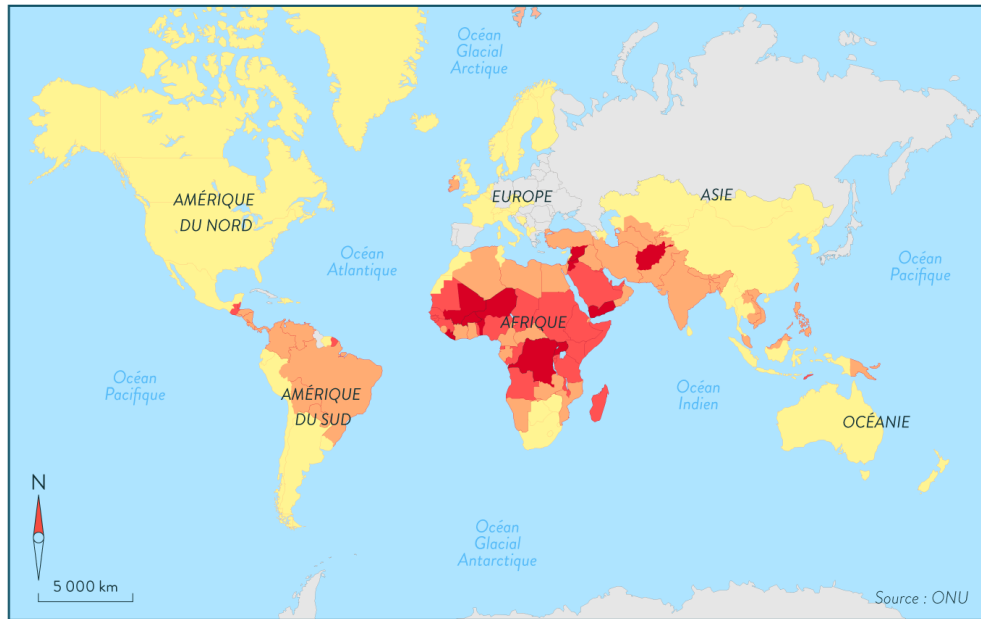 Océan
Glacial
Arctique
AMÉRIQUE
DU NORD
EUROPE
ASIE
Océan
Atlantique
Océan
Pacifique
AFRIQUE
Océan
Pacifique
AMÉRIQUE
DU SUD
Océan
Indien
OCÉANIE
N
Océan
Glacial
Antarctique
5 000 km
Source : ONU